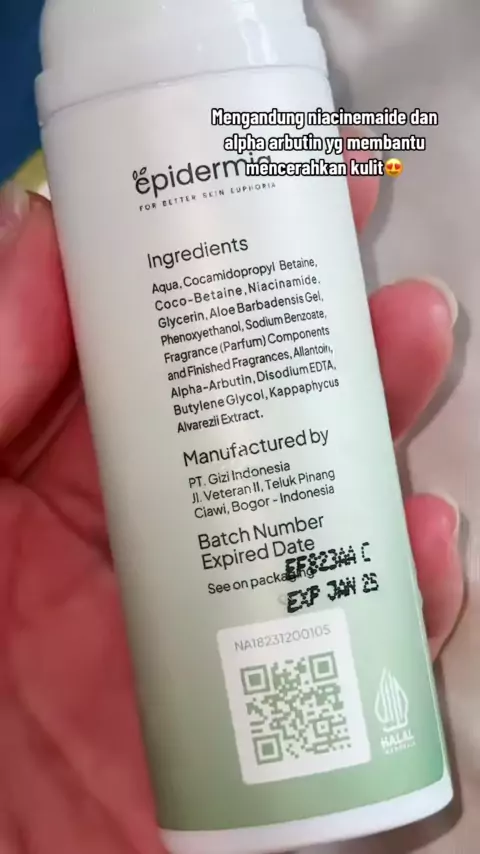 Mengandung niacinemaide dan
alpha arbutin yg membantu
mencerahkan kulit😍
epidermia
FOR BETTER SKIN EUPHORIA
Ingredients
Aqua, Cocamidopropyl Betaine,
Coco-Betaine, Niacinamide,
Glycerin, Aloe Barbadensis Gel,
Phenoxyethanol, Sodium Benzoate,
Fragrance (Parfum) Components
and Finished Fragrances, Allantoin,
Alpha-Arbutin, Disodium EDTA,
Butylene Glycol, Kappaphycus
Alvarezii Extract.
Manufactured by
PT. Gizi Indonesia
Jl. Veteran II, Teluk Pinang
Ciawi, Bogor - Indonesia
Batch Number
Expired Date
See on packaging
EF823AA C
EXP JAN 25
NA18231200105
HALAL
INDONESIA